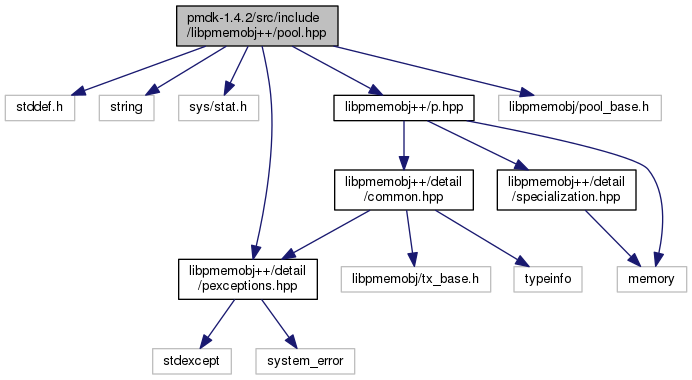 pmdk-1.4.2/src/include
/libpmemobj++/pool.hpp
stddef.h
string
sys/stat.h
libpmemobj++/p.hpp
libpmemobj/pool_base.h
libpmemobj++/detail
/common.hpp
libpmemobj++/detail
/specialization.hpp
libpmemobj++/detail
/pexceptions.hpp
libpmemobj/tx_base.h
typeinfo
memory
stdexcept
system_error